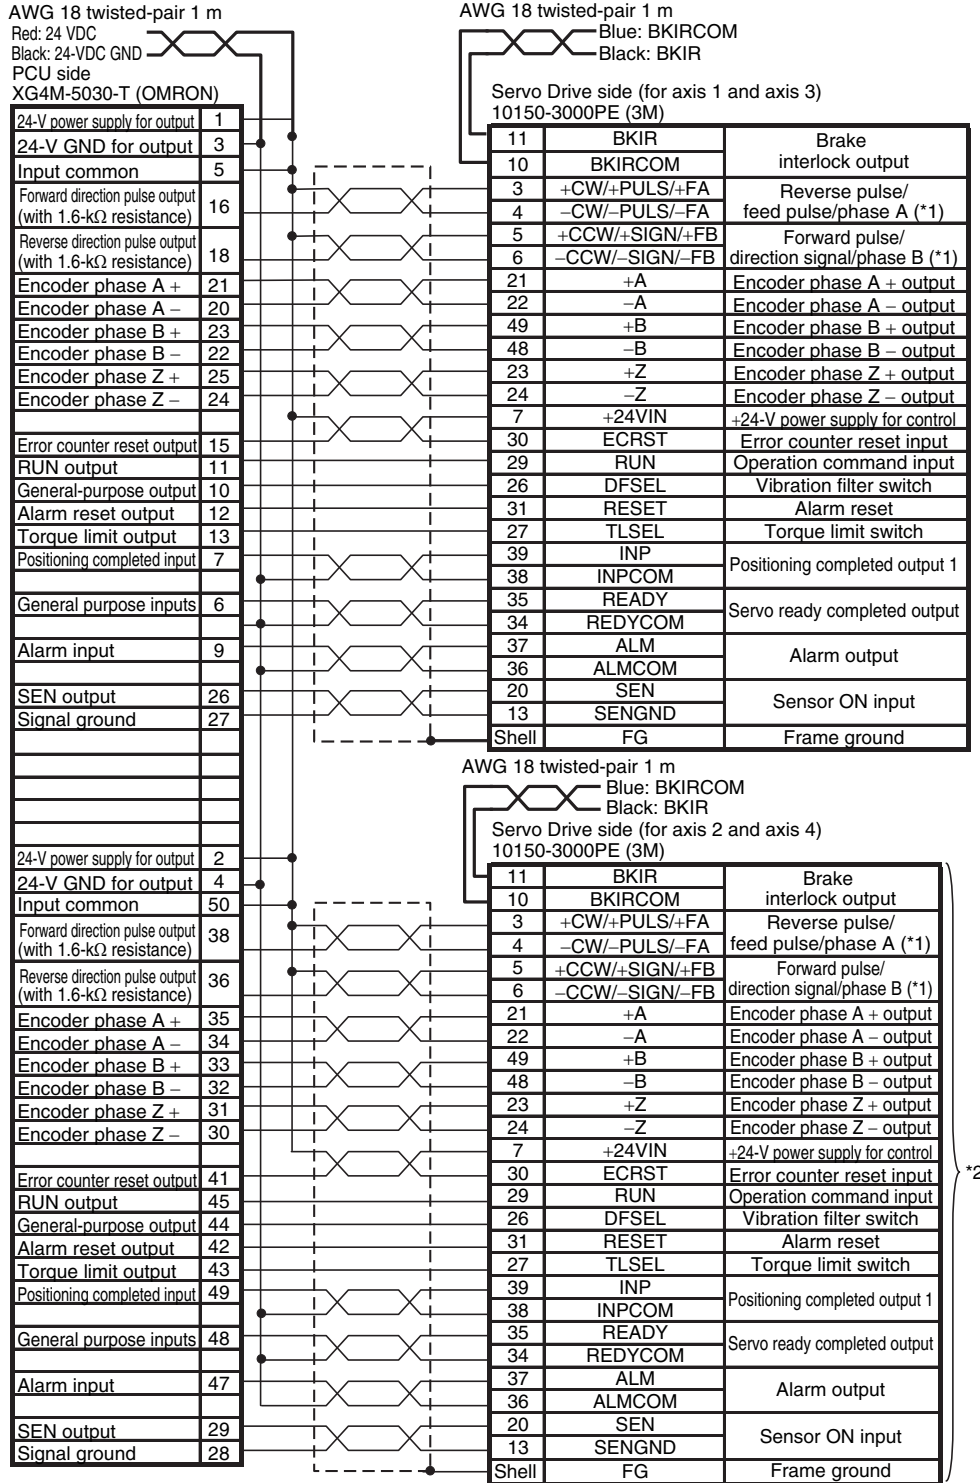 AWG 18 twisted-pair 1 m
Red: 24 VDC
Black: 24-VDC GND
PCU side
XG4M-5030-T (OMRON)
24-V power supply for output 1
24-V GND for output 3
Input common 5
Forward direction pulse output
(with 1.6-kΩ resistance) 16
Reverse direction pulse output
(with 1.6-kΩ resistance) 18
Encoder phase A + 21
Encoder phase A − 20
Encoder phase B + 23
Encoder phase B − 22
Encoder phase Z + 25
Encoder phase Z − 24
Error counter reset output 15
RUN output 11
General-purpose output 10
Alarm reset output 12
Torque limit output 13
Positioning completed input 7
General purpose inputs 6
Alarm input 9
SEN output 26
Signal ground 27
24-V power supply for output 2
24-V GND for output 4
Input common 50
Forward direction pulse output
(with 1.6-kΩ resistance) 38
Reverse direction pulse output
(with 1.6-kΩ resistance) 36
Encoder phase A + 35
Encoder phase A − 34
Encoder phase B + 33
Encoder phase B − 32
Encoder phase Z + 31
Encoder phase Z − 30
Error counter reset output 41
RUN output 45
General-purpose output 44
Alarm reset output 42
Torque limit output 43
Positioning completed input 49
General purpose inputs 48
Alarm input 47
SEN output 29
Signal ground 28
AWG 18 twisted-pair 1 m
Blue: BKIRCOM
Black: BKIR
Servo Drive side (for axis 1 and axis 3)
10150-3000PE (3M)
11 BKIR Brake
10 BKIRCOM interlock output
3 +CW/+PULS/+FA Reverse pulse/
4 −CW/−PULS/−FA feed pulse/phase A (*1)
5 +CCW/+SIGN/+FB Forward pulse/
6 −CCW/−SIGN/−FB direction signal/phase B (*1)
21 +A Encoder phase A + output
22 −A Encoder phase A − output
49 +B Encoder phase B + output
48 −B Encoder phase B − output
23 +Z Encoder phase Z + output
24 −Z Encoder phase Z − output
7 +24VIN +24-V power supply for control
30 ECRST Error counter reset input
29 RUN Operation command input
26 DFSEL Vibration filter switch
31 RESET Alarm reset
27 TLSEL Torque limit switch
39 INP Positioning completed output 1
38 INPCOM
35 READY Servo ready completed output
34 REDYCOM
37 ALM Alarm output
36 ALMCOM
20 SEN Sensor ON input
13 SENGND
Shell FG Frame ground
AWG 18 twisted-pair 1 m
Blue: BKIRCOM
Black: BKIR
Servo Drive side (for axis 2 and axis 4)
10150-3000PE (3M)
11 BKIR Brake
10 BKIRCOM interlock output
3 +CW/+PULS/+FA Reverse pulse/
4 −CW/−PULS/−FA feed pulse/phase A (*1)
5 +CCW/+SIGN/+FB Forward pulse/
6 −CCW/−SIGN/−FB direction signal/phase B (*1)
21 +A Encoder phase A + output
22 −A Encoder phase A − output
49 +B Encoder phase B + output
48 −B Encoder phase B − output
23 +Z Encoder phase Z + output
24 −Z Encoder phase Z − output
7 +24VIN +24-V power supply for control
30 ECRST Error counter reset input
29 RUN Operation command input
26 DFSEL Vibration filter switch
31 RESET Alarm reset
27 TLSEL Torque limit switch
39 INP Positioning completed output 1
38 INPCOM
35 READY Servo ready completed output
34 REDYCOM
37 ALM Alarm output
36 ALMCOM
20 SEN Sensor ON input
13 SENGND
Shell FG Frame ground
*2